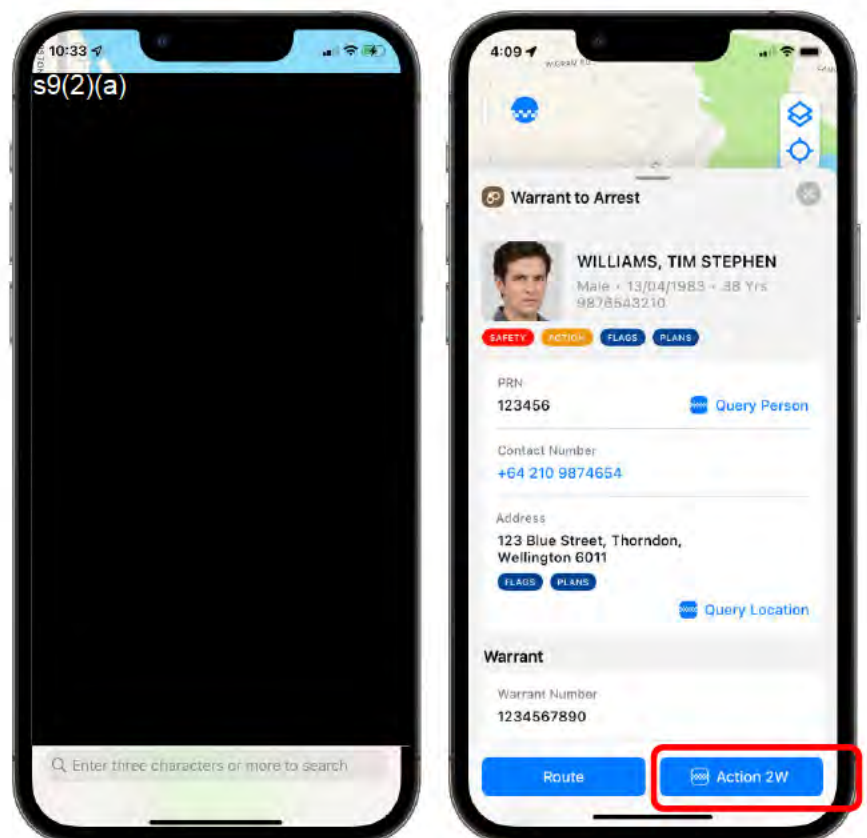 10:33
s9(2)(a)
Enter three characters or more to search
4:09
Warrant to Arrest
WILLIAMS, TIM STEPHEN
Male • 13/04/1983 • 38 Yrs
9876543210
SAFETY ACTION FLAGS PLANS
PRN
123456 Query Person
Contact Number
+64 210 9874654
Address
123 Blue Street, Thorndon,
Wellington 6011
FLAGS PLANS
Query Location
Warrant
Warrant Number
1234567890
Route Action 2W